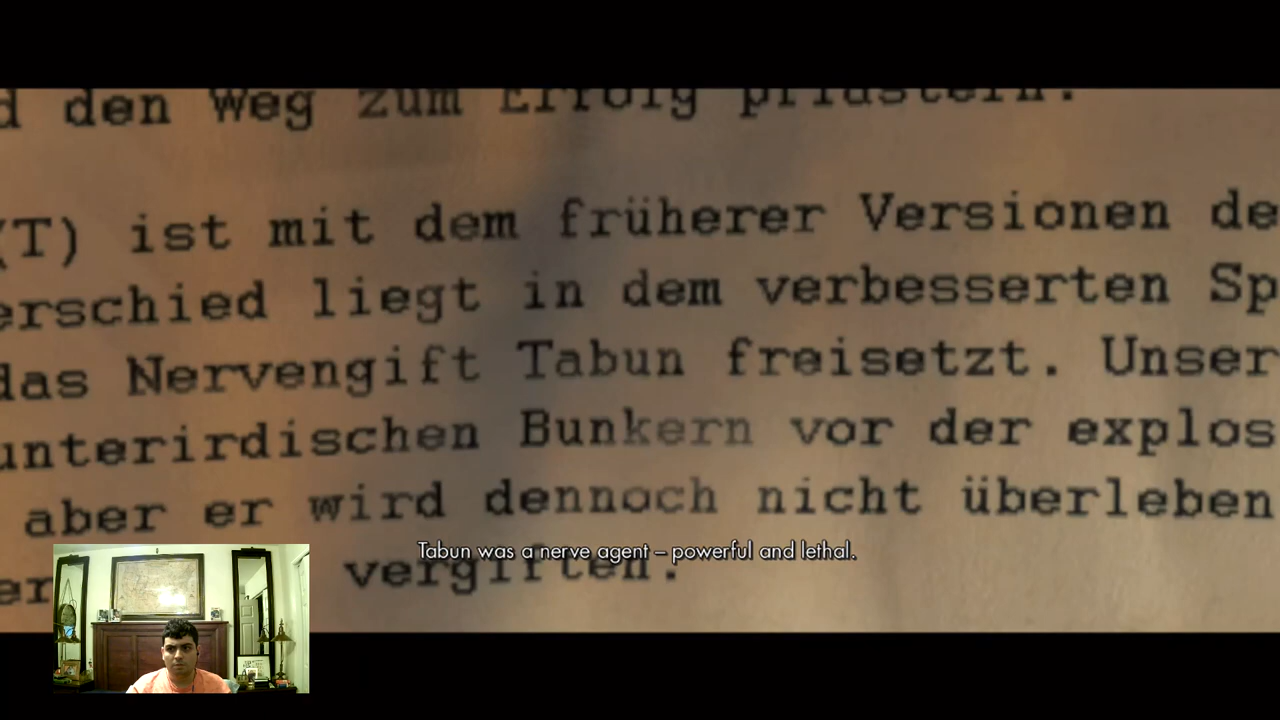 d den Weg zum Erfolg pflastern.
(T) ist mit dem früherer Versionen de
erschied liegt in dem verbesserten Sp
das Nervengift Tabun freisetzt. Unser
unterirdischen Bunkern vor der explos
aber er wird dennoch nicht überleben
Tabun was a nerve agent – powerful and lethal.
er vergiften.